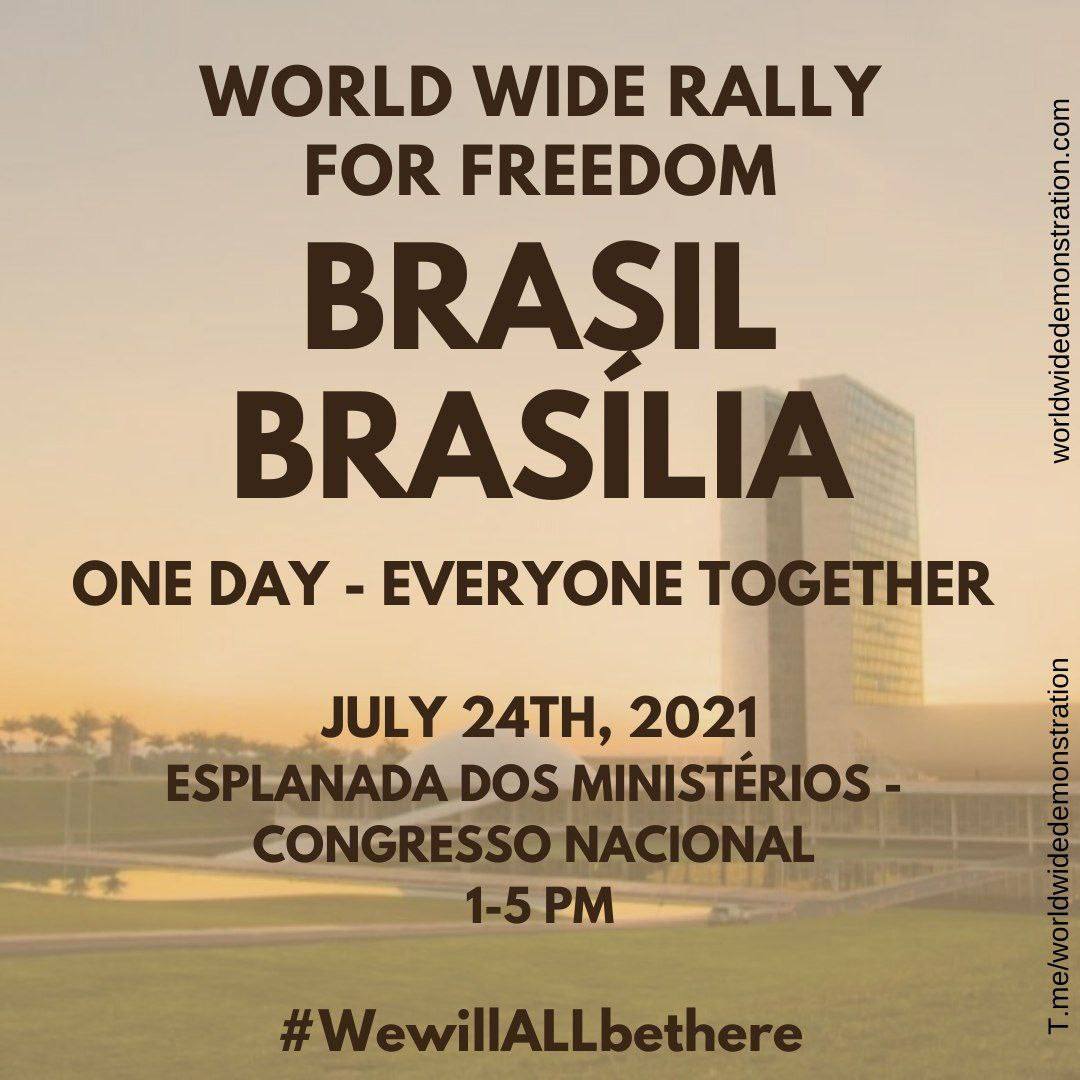 WORLD WIDE RALLY
FOR FREEDOM
BRASIL
BRASÍLIA
ONE DAY - EVERYONE TOGETHER
JULY 24TH, 2021
ESPLANADA DOS MINISTÉRIOS -
CONGRESSO NACIONAL
1-5 PM
#WewillALLbethere
worldwidedemonstration.com
T.me/worldwidedemonstration